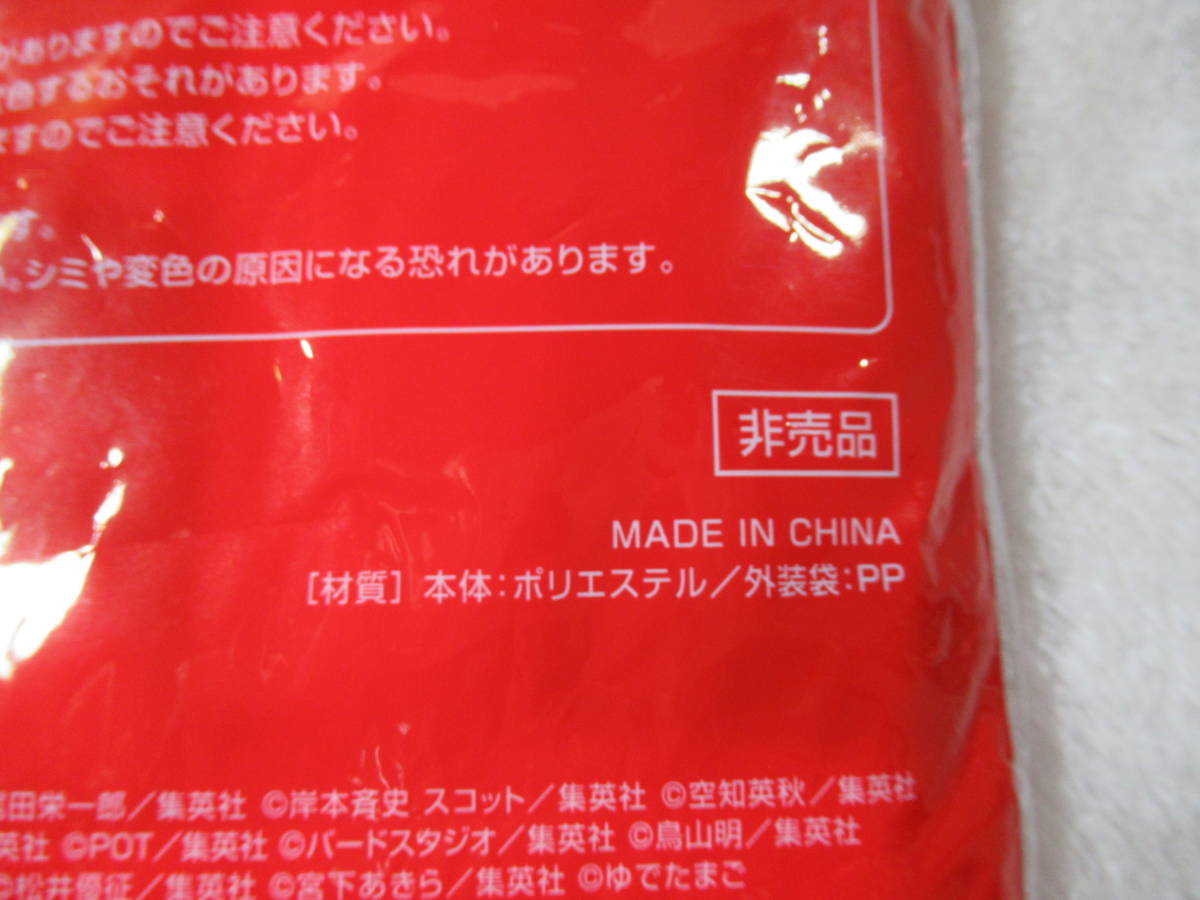 がありますのでご注意ください。
色するおそれがあります。
ますのでご注意ください。
す。
。シミや変色の原因になる恐れがあります。
非売品
MADE IN CHINA
［材質］本体：ポリエステル／外装袋：PP
田栄一郎／集英社 ©岸本斉史 スコット／集英社 ©空知英秋／集英社
英社 ©POT／集英社 ©バードスタジオ／集英社 ©鳥山明／集英社
©松井優征／集英社 ©宮下あきら／集英社 ©ゆでたまご